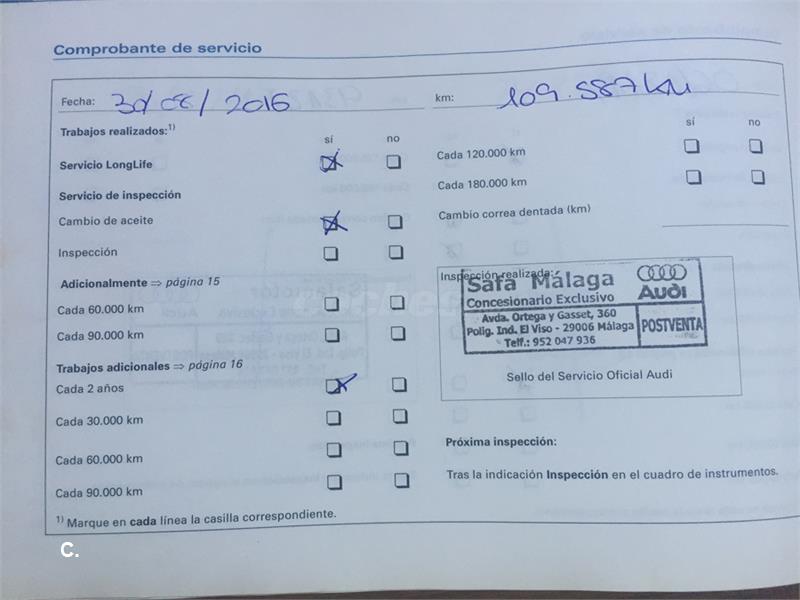 Comprobante de servicio
Fecha: 30/08/2016
km: 109.587 KM
Trabajos realizados:1)
sí no
Servicio LongLife
Servicio de inspección
Cambio de aceite
Inspección
Adicionalmente ⇒ página 15
Cada 60.000 km
Cada 90.000 km
Trabajos adicionales ⇒ página 16
Cada 2 años
Cada 30.000 km
Cada 60.000 km
Cada 90.000 km
1) Marque en cada línea la casilla correspondiente.
sí no
Cada 120.000 km
Cada 180.000 km
Cambio correa dentada (km)
Inspección realizada:
Safa Málaga
Concesionario Exclusivo
Audi
Avda. Ortega y Gasset, 360
Polig. Ind. El Viso - 29006 Málaga
Telf.: 952 047 936
POSTVENTA
Sello del Servicio Oficial Audi
Próxima inspección:
Tras la indicación Inspección en el cuadro de instrumentos.
C.